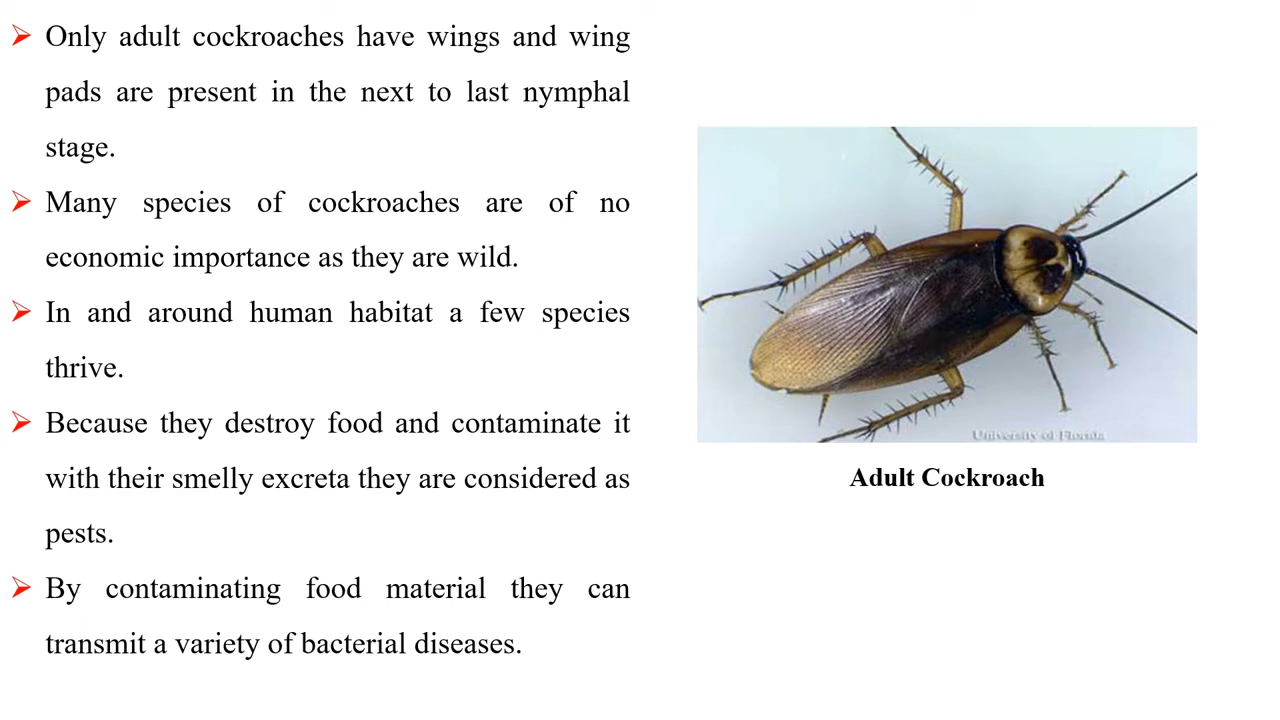 Only adult cockroaches have wings and wing
pads are present in the next to last nymphal
stage.
Many species of cockroaches are of no
economic importance as they are wild.
In and around human habitat a few species
thrive.
Because they destroy food and contaminate it
with their smelly excreta they are considered as
pests.
By contaminating food material they can
transmit a variety of bacterial diseases.
University of Florida
Adult Cockroach